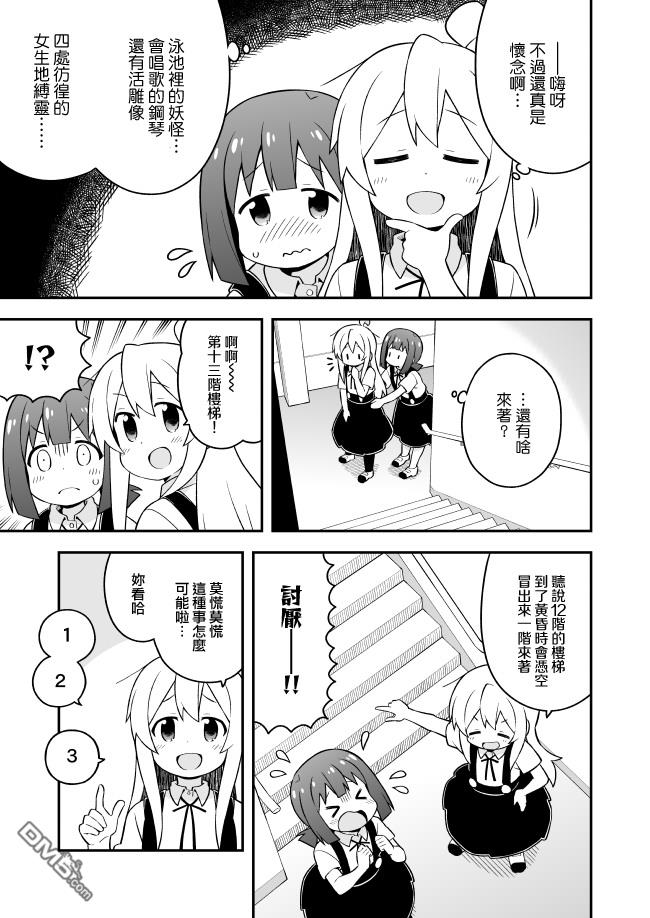 ——嗨呀
不過還真是
懷念啊…
泳池裡的妖怪…
會唱歌的鋼琴
還有活雕像
四處彷徨的
女生地縛靈……
…還有啥
來著？
啊啊~~~
第十三階樓梯！
!?
聽說12階的樓梯
到了黃昏時會憑空
冒出來一階來著
討厭——!!
莫慌莫慌
這種事怎麼
可能啦…
妳看哈
1
2
3
DM5.com